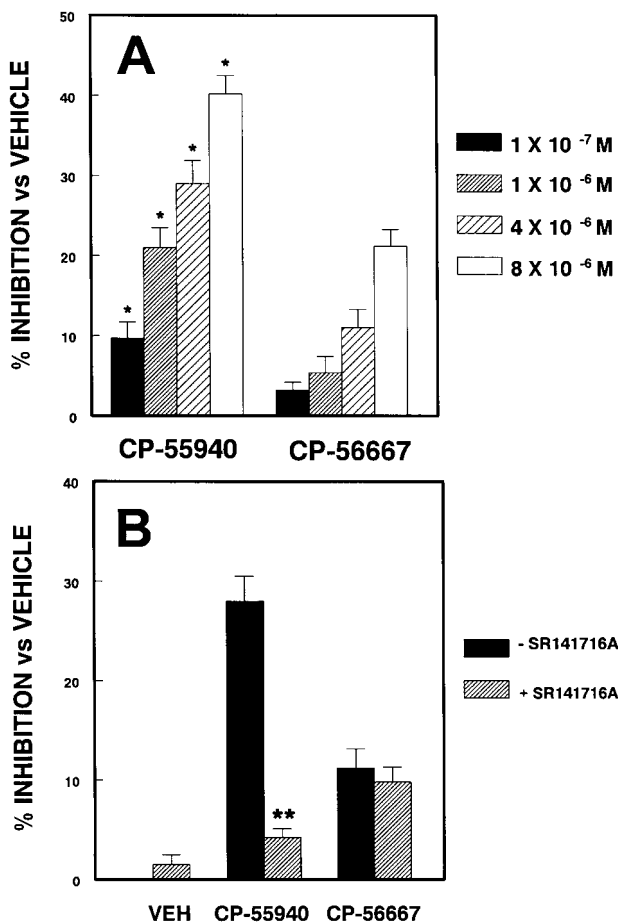 A
% INHIBITION vs VEHICLE
50
40
30
20
10
0
*
*
*
*
CP-55940 CP-56667
1 X 10 -7 M
1 X 10 -6 M
4 X 10 -6 M
8 X 10 -6 M
B
% INHIBITION vs VEHICLE
40
30
20
10
0
**
VEH CP-55940 CP-56667
- SR141716A
+ SR141716A